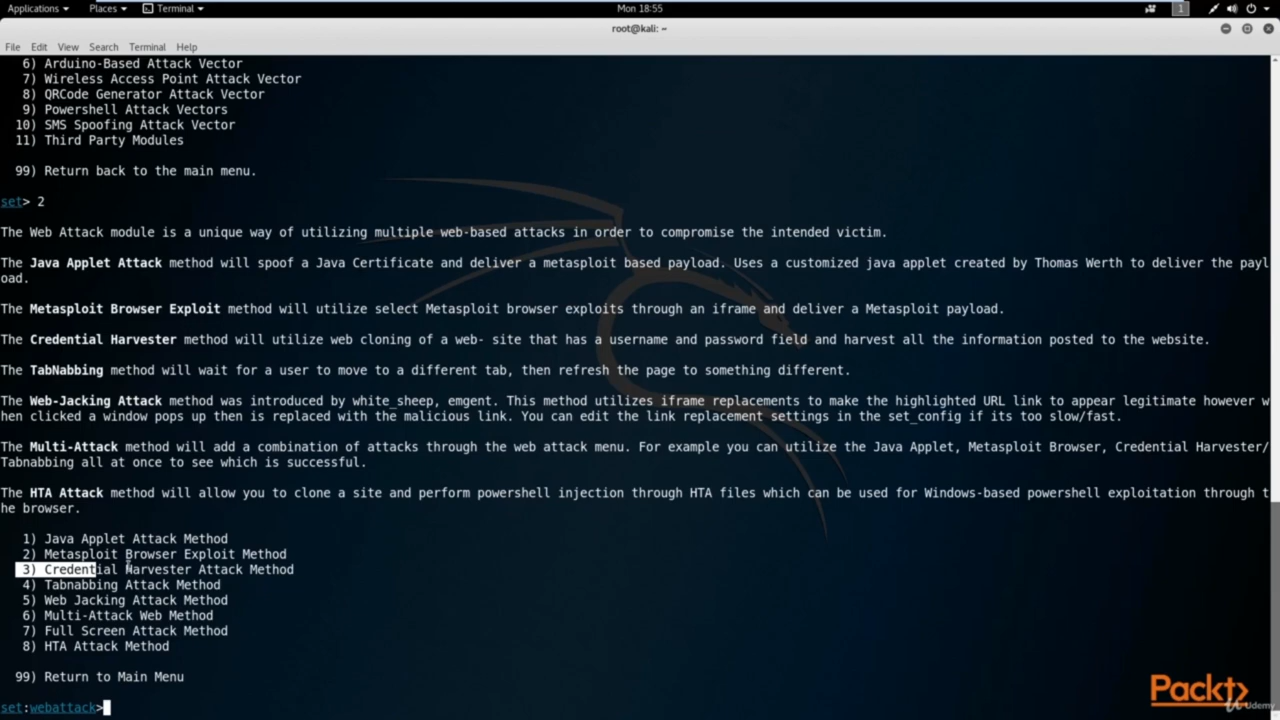 Applications Places Terminal Mon 18:55 1
root@kali: ~
File Edit View Search Terminal Help
6) Arduino-Based Attack Vector
7) Wireless Access Point Attack Vector
8) QRCode Generator Attack Vector
9) Powershell Attack Vectors
10) SMS Spoofing Attack Vector
11) Third Party Modules
99) Return back to the main menu.
set> 2
The Web Attack module is a unique way of utilizing multiple web-based attacks in order to compromise the intended victim.
The Java Applet Attack method will spoof a Java Certificate and deliver a metasploit based payload. Uses a customized java applet created by Thomas Werth to deliver the payl
oad.
The Metasploit Browser Exploit method will utilize select Metasploit browser exploits through an iframe and deliver a Metasploit payload.
The Credential Harvester method will utilize web cloning of a web- site that has a username and password field and harvest all the information posted to the website.
The TabNabbing method will wait for a user to move to a different tab, then refresh the page to something different.
The Web-Jacking Attack method was introduced by white_sheep, emgent. This method utilizes iframe replacements to make the highlighted URL link to appear legitimate however w
hen clicked a window pops up then is replaced with the malicious link. You can edit the link replacement settings in the set_config if its too slow/fast.
The Multi-Attack method will add a combination of attacks through the web attack menu. For example you can utilize the Java Applet, Metasploit Browser, Credential Harvester/
Tabnabbing all at once to see which is successful.
The HTA Attack method will allow you to clone a site and perform powershell injection through HTA files which can be used for Windows-based powershell exploitation through t
he browser.
1) Java Applet Attack Method
2) Metasploit Browser Exploit Method
3) Credential Harvester Attack Method
4) Tabnabbing Attack Method
5) Web Jacking Attack Method
6) Multi-Attack Web Method
7) Full Screen Attack Method
8) HTA Attack Method
99) Return to Main Menu
set:webattack>
Packt
Udemy